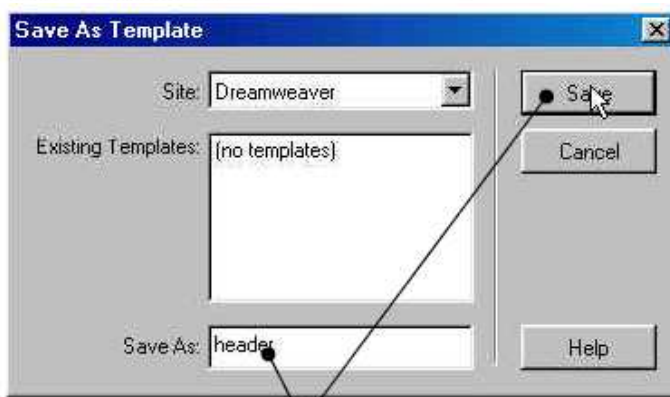 Save As Template
Site: Dreamweaver
Save
Existing Templates: (no templates)
Cancel
Save As: header
Help